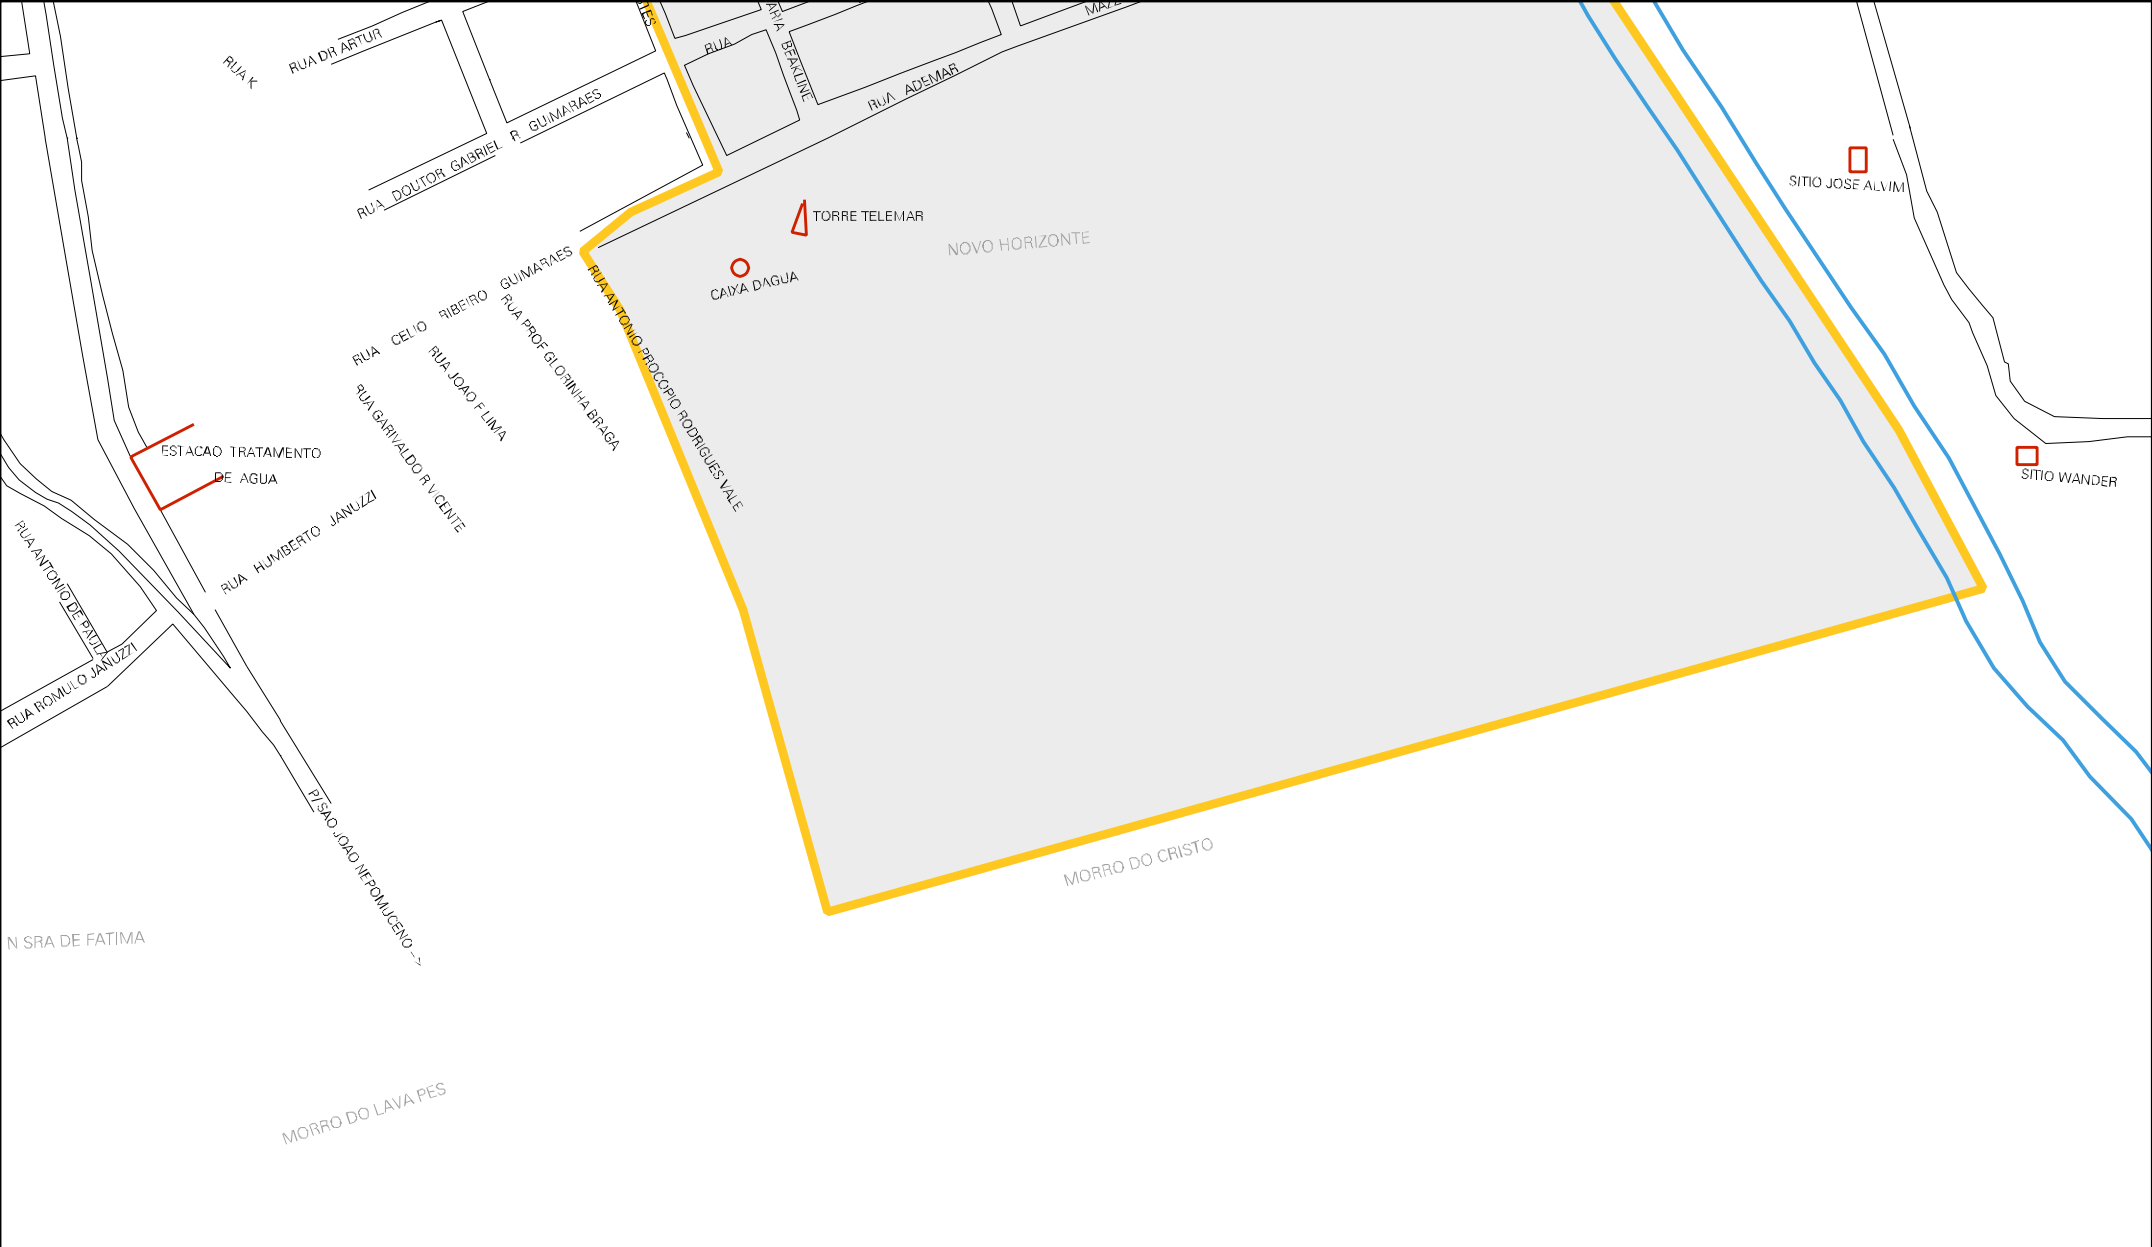 RUA DR ARTUR
RUA K
RUA
BEAKLINE
RUA ADEMAR
RUA DOUTOR GABRIEL R GUIMARAES
SITIO JOSE ALVIM
TORRE TELEMAR
NOVO HORIZONTE
CAIXA DAGUA
RUA CELIO RIBEIRO GUIMARAES
RUA ANTONIO PROCOPIO RODRIGUES VALE
RUA PROF GLORINHA BRAGA
RUA JOAO F LIMA
RUA GARIVALDO R VICENTE
ESTACAO TRATAMENTO
DE AGUA
SITIO WANDER
RUA HUMBERTO JANUZZI
RUA ANTONIO DE PAULA
RUA ROMULO JANUZZI
P/ SAO JOAO NEPOMUCENO -->
MORRO DO CRISTO
N SRA DE FATIMA
MORRO DO LAVA PES